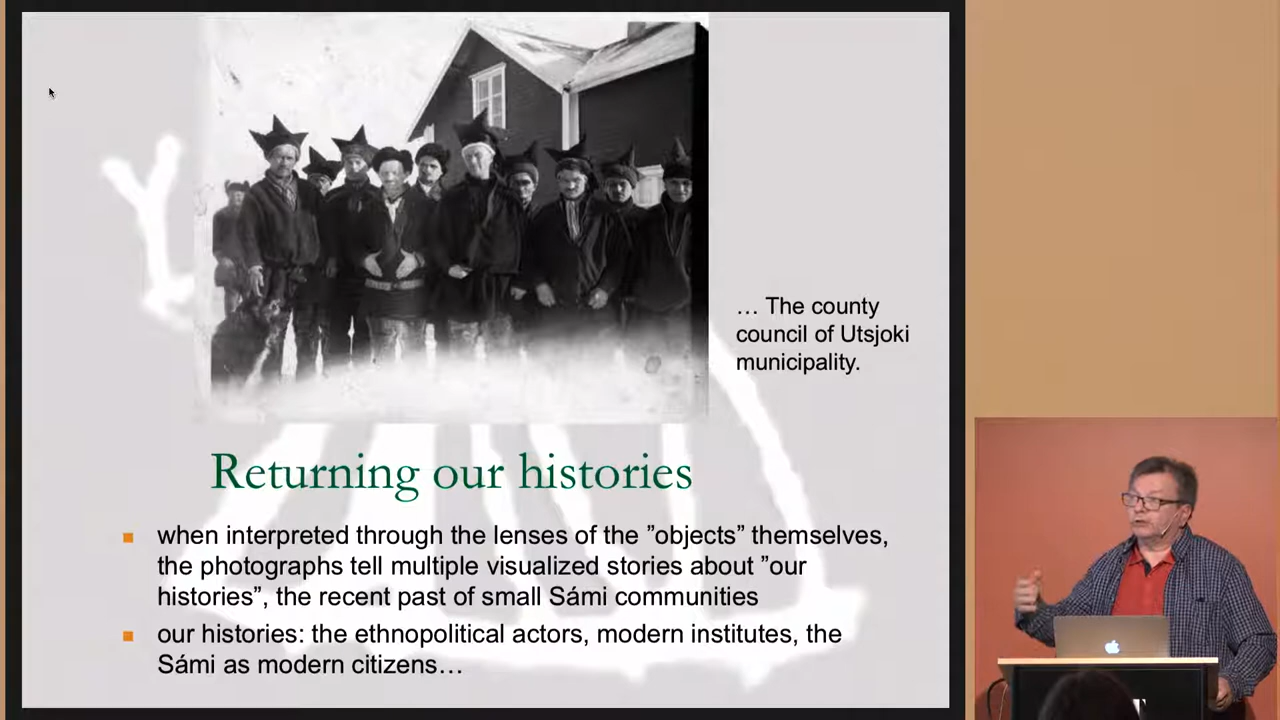 … The county
council of Utsjoki
municipality.
Returning our histories
when interpreted through the lenses of the ”objects” themselves,
the photographs tell multiple visualized stories about ”our
histories”, the recent past of small Sámi communities
our histories: the ethnopolitical actors, modern institutes, the
Sámi as modern citizens…